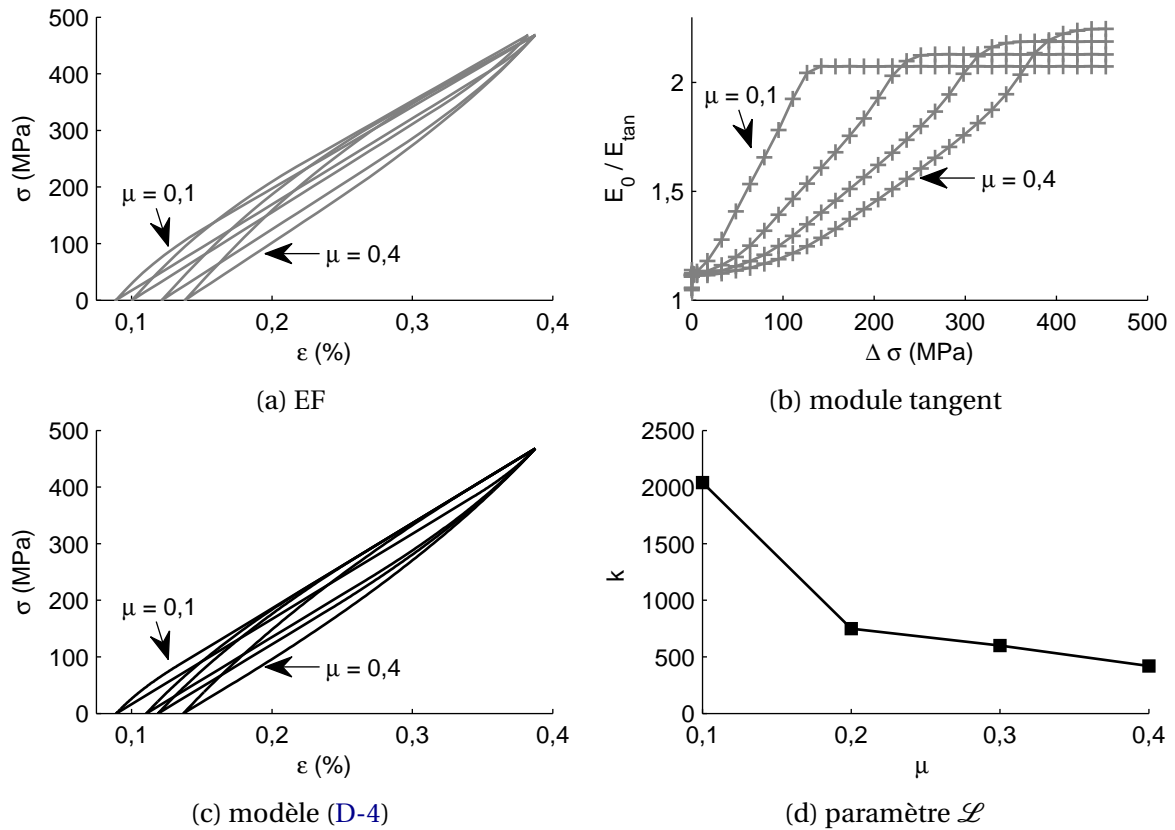 500
400
300
200
100
0
σ (MPa)
0,1
0,2
0,3
0,4
ε (%)
μ = 0,1
μ = 0,4
(a) EF
2
1,5
1
E_0 / E_tan
0
100
200
300
400
500
Δ σ (MPa)
μ = 0,1
μ = 0,4
(b) module tangent
500
400
300
200
100
0
σ (MPa)
0,1
0,2
0,3
0,4
ε (%)
μ = 0,1
μ = 0,4
(c) modèle (D-4)
2500
2000
1500
1000
500
0
k
0,1
0,2
0,3
0,4
μ
(d) paramètre ℒ